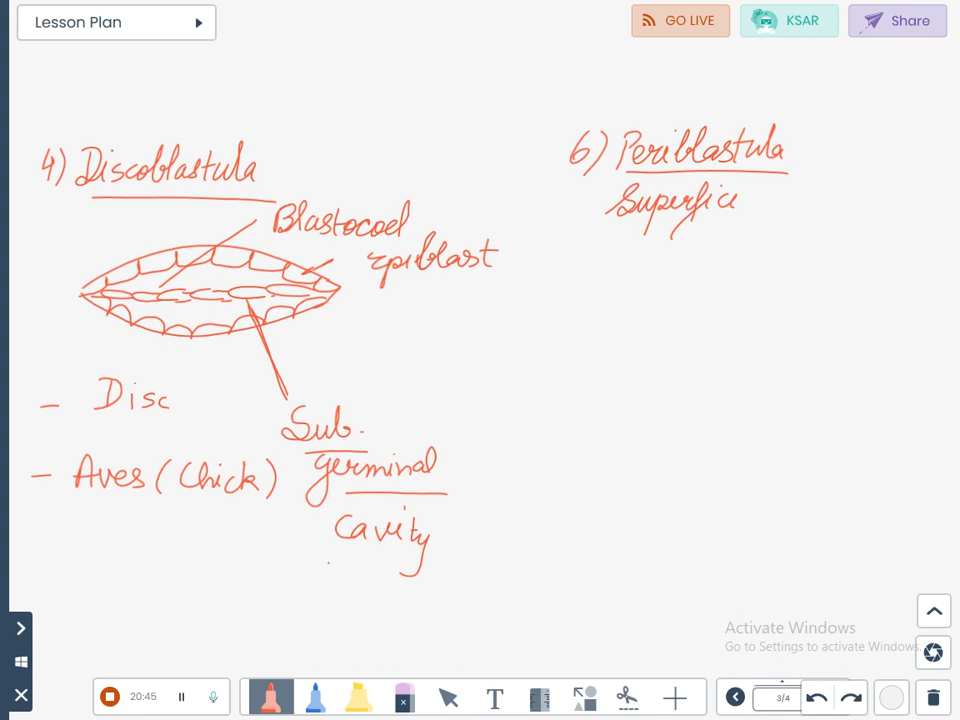 Lesson Plan
GO LIVE
KSAR
Share
4) Discoblastula
Blastocoel
epiblast
- Disc
- Aves (Chick)
Sub-
germinal
cavity
6) Periblastula
Superfic
Activate Windows
Go to Settings to activate Windows.
20:45
T
3/4